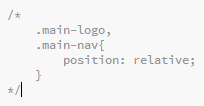 /*
    .main-logo,
    .main-nav{
        position: relative;
    }
*/